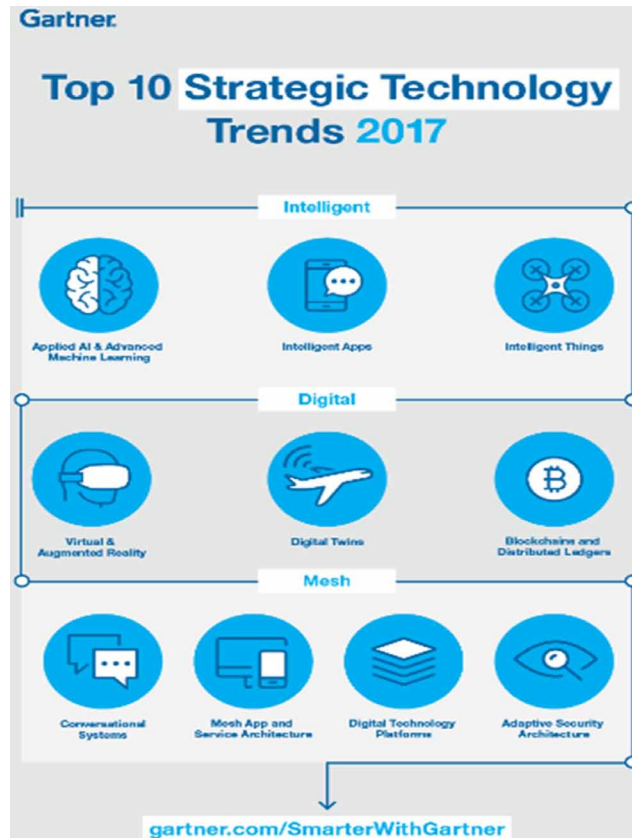 Gartner
Top 10 Strategic Technology
Trends 2017
Intelligent
Applied AI & Advanced
Machine Learning
Intelligent Apps
Intelligent Things
Digital
Virtual &
Augmented Reality
Digital Twins
Blockchains and
Distributed Ledgers
Mesh
Conversational
Systems
Mesh App and
Service Architecture
Digital Technology
Platforms
Adaptive Security
Architecture
gartner.com/SmarterWithGartner